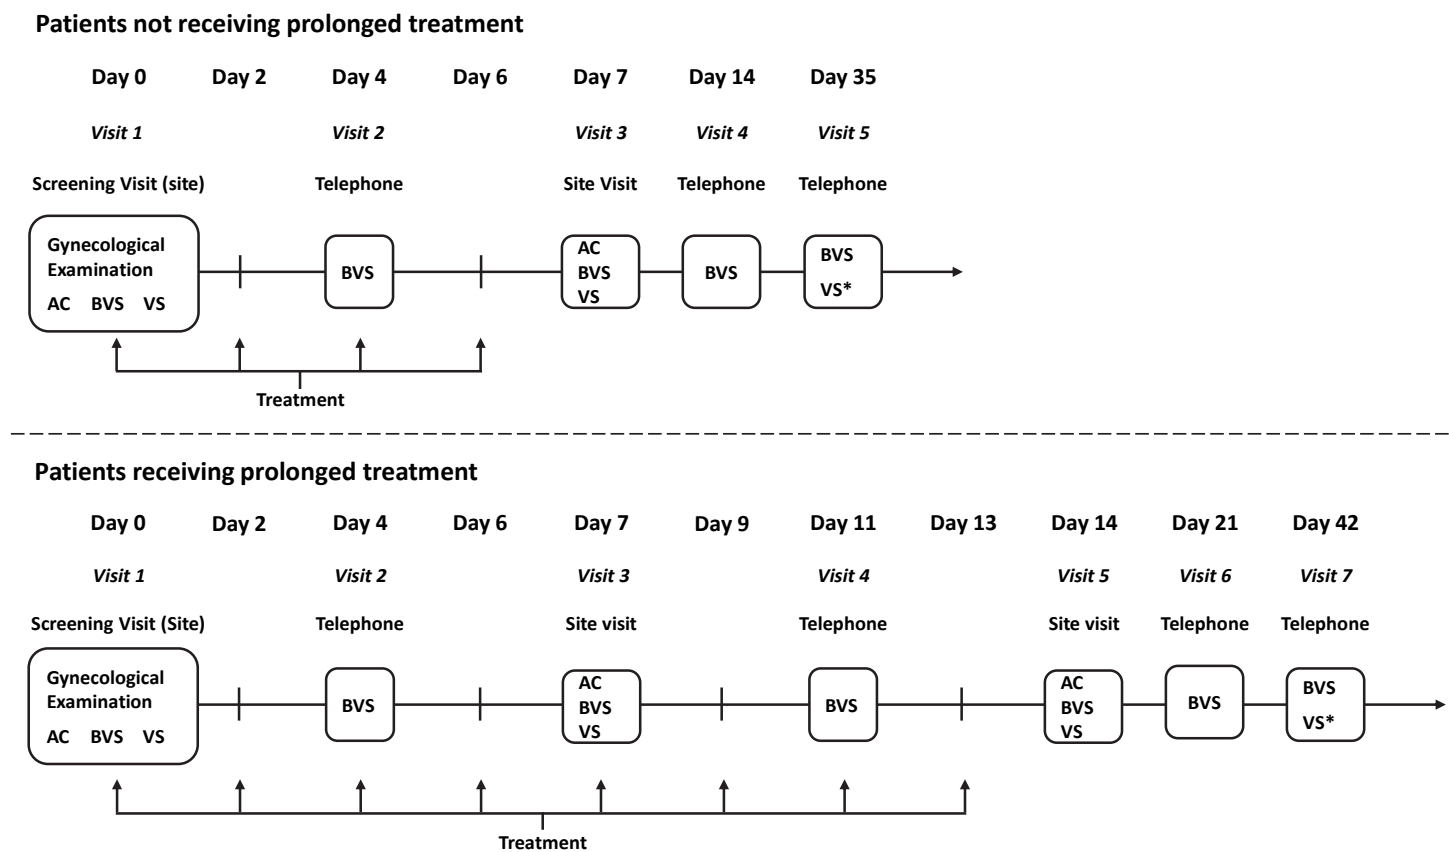 Patients not receiving prolonged treatment
Day 0 Day 2 Day 4 Day 6 Day 7 Day 14 Day 35
Visit 1 Visit 2 Visit 3 Visit 4 Visit 5
Screening Visit (site) Telephone Site Visit Telephone Telephone
Gynecological
Examination
AC BVS VS
BVS
AC
BVS
VS
BVS
BVS
VS*
Treatment
Patients receiving prolonged treatment
Day 0 Day 2 Day 4 Day 6 Day 7 Day 9 Day 11 Day 13 Day 14 Day 21 Day 42
Visit 1 Visit 2 Visit 3 Visit 4 Visit 5 Visit 6 Visit 7
Screening Visit (Site) Telephone Site visit Telephone Site visit Telephone Telephone
Gynecological
Examination
AC BVS VS
BVS
AC
BVS
VS
BVS
AC
BVS
VS
BVS
BVS
VS*
Treatment